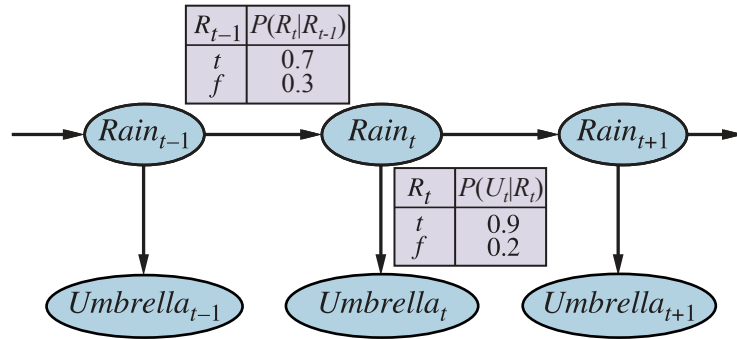 R_{t−1} P(R_t|R_{t-1})
t 0.7
f 0.3
Rain_{t−1} Rain_t Rain_{t+1}
R_t P(U_t|R_t)
t 0.9
f 0.2
Umbrella_{t−1} Umbrella_t Umbrella_{t+1}